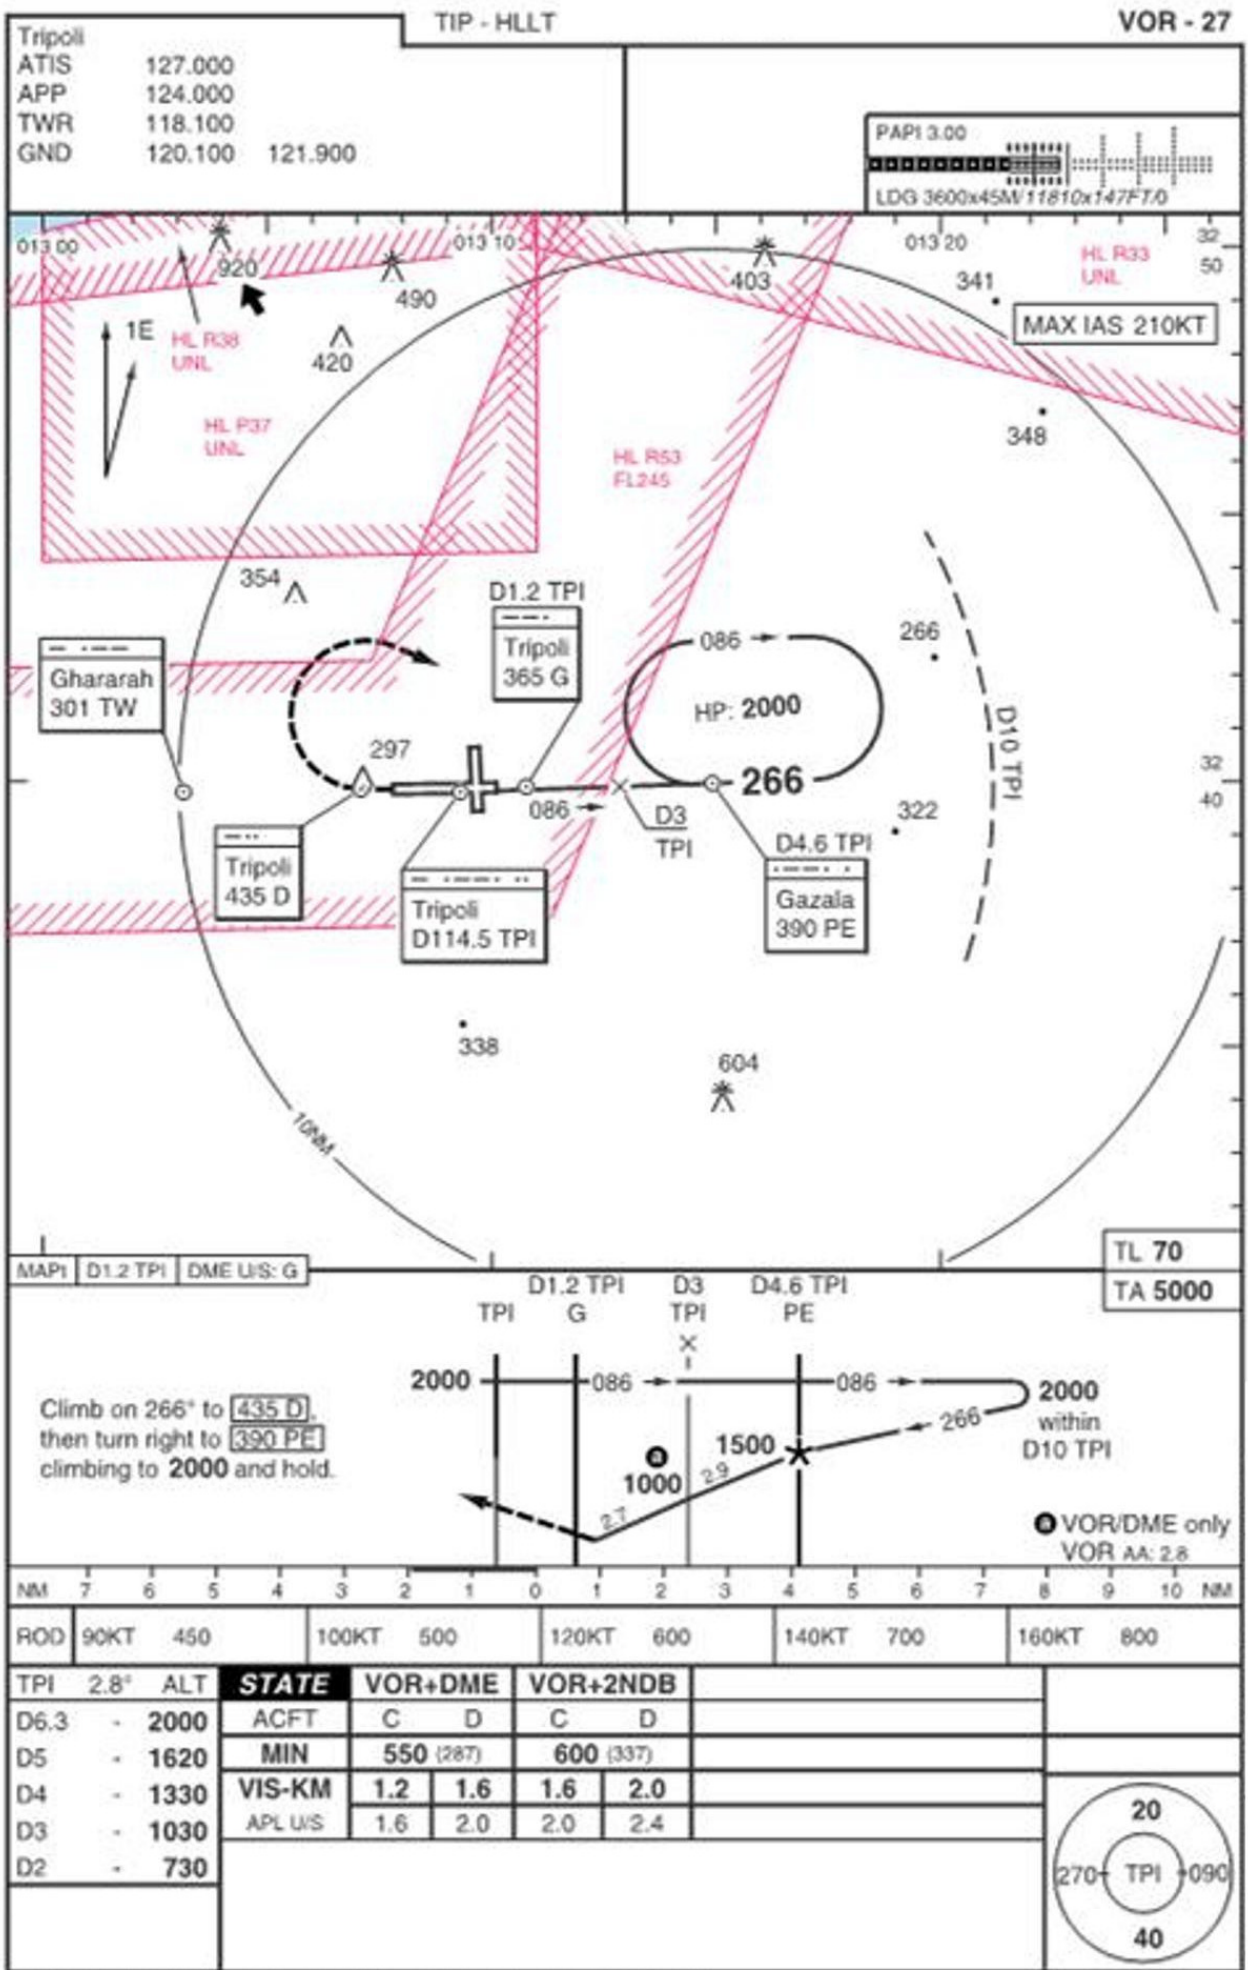 TIP - HLLT
VOR - 27
Tripoli
ATIS 127.000
APP 124.000
TWR 118.100
GND 120.100 121.900
PAPI 3.00
LDG 3600x45M/11810x147FT/0
013 00
013 10
013 20
32
50
920
490
403
341
HL R33
UNL
MAX IAS 210KT
1E
HL R38
UNL
420
HL P37
UNL
348
HL R53
FL245
354
D1.2 TPI
Tripoli
365 G
Ghararah
301 TW
086
266
HP: 2000
D10 TPI
297
266
32
40
086
D3
TPI
322
D4.6 TPI
Tripoli
435 D
Tripoli
D114.5 TPI
Gazala
390 PE
338
604
10NM
TL 70
TA 5000
MAPt D1.2 TPI DME U/S: G
D1.2 TPI D3 D4.6 TPI
TPI G TPI PE
2000 086 086 2000
within
D10 TPI
266
Climb on 266° to 435 D,
then turn right to 390 PE
climbing to 2000 and hold.
a 1500
1000 2.9
2.7
a VOR/DME only
VOR AA: 2.8
NM 7 6 5 4 3 2 1 0 1 2 3 4 5 6 7 8 9 10 NM
ROD 90KT 450 100KT 500 120KT 600 140KT 700 160KT 800
TPI 2.8° ALT
D6.3 - 2000
D5 - 1620
D4 - 1330
D3 - 1030
D2 - 730
STATE VOR+DME VOR+2NDB
ACFT C D C D
MIN 550 (287) 600 (337)
VIS-KM 1.2 1.6 1.6 2.0
APL U/S 1.6 2.0 2.0 2.4
20
270 TPI 090
40